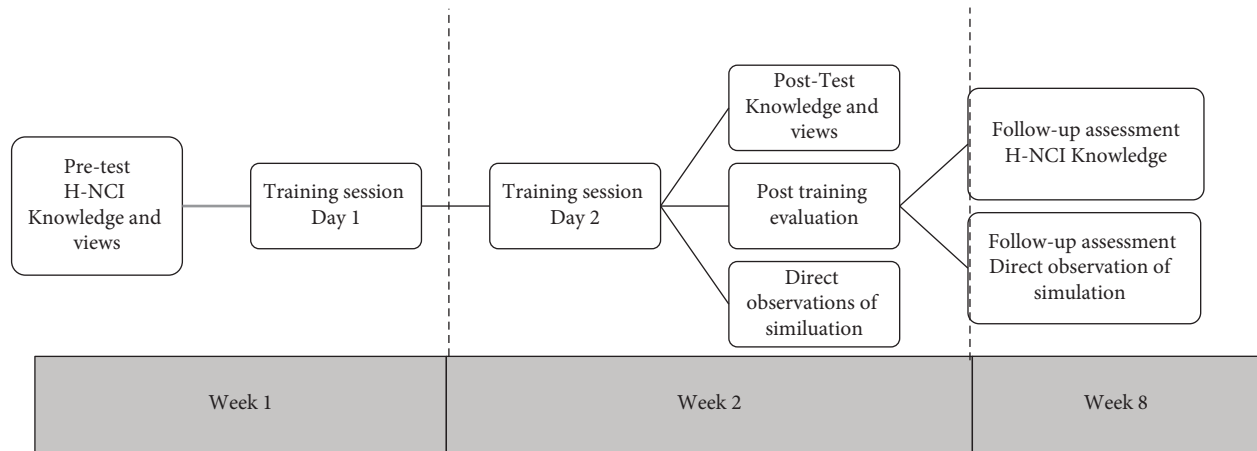 Pre-test
H-NCI
Knowledge and
views
Training session
Day 1
Training session
Day 2
Post-Test
Knowledge and
views
Post training
evaluation
Direct
observations of
similuation
Follow-up assessment
H-NCI Knowledge
Follow-up assessment
Direct observation of
simulation
Week 1
Week 2
Week 8